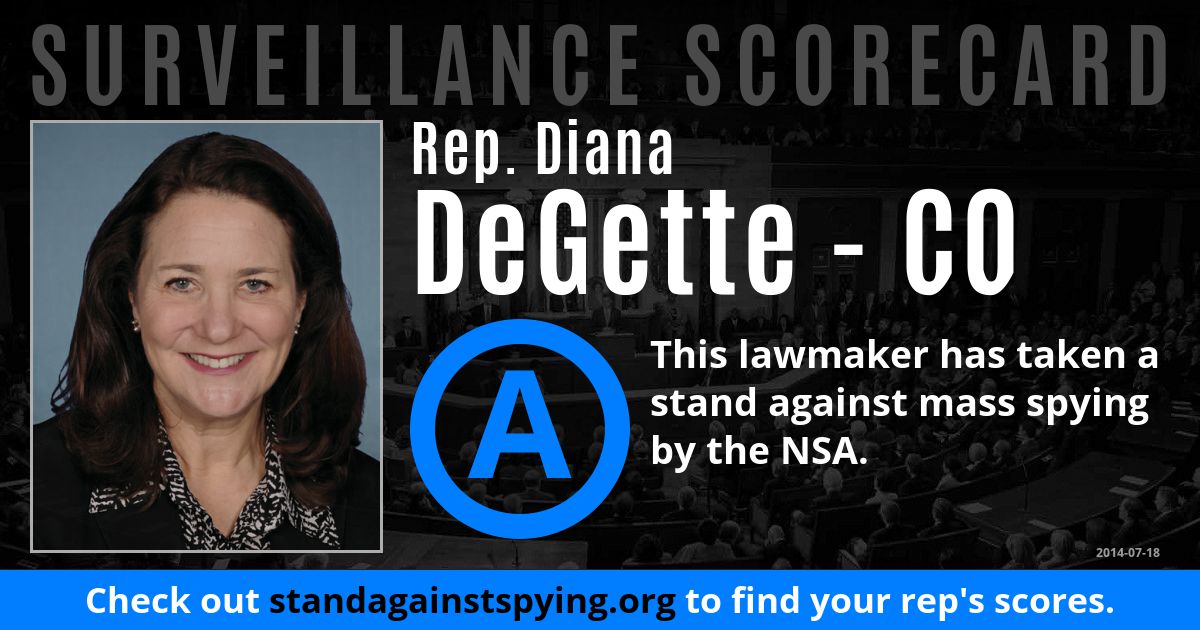 SURVEILLANCE SCORECARD
Rep. Diana
DeGette - CO
A
This lawmaker has taken a
stand against mass spying
by the NSA.
2014-07-18
Check out standagainstspying.org to find your rep's scores.